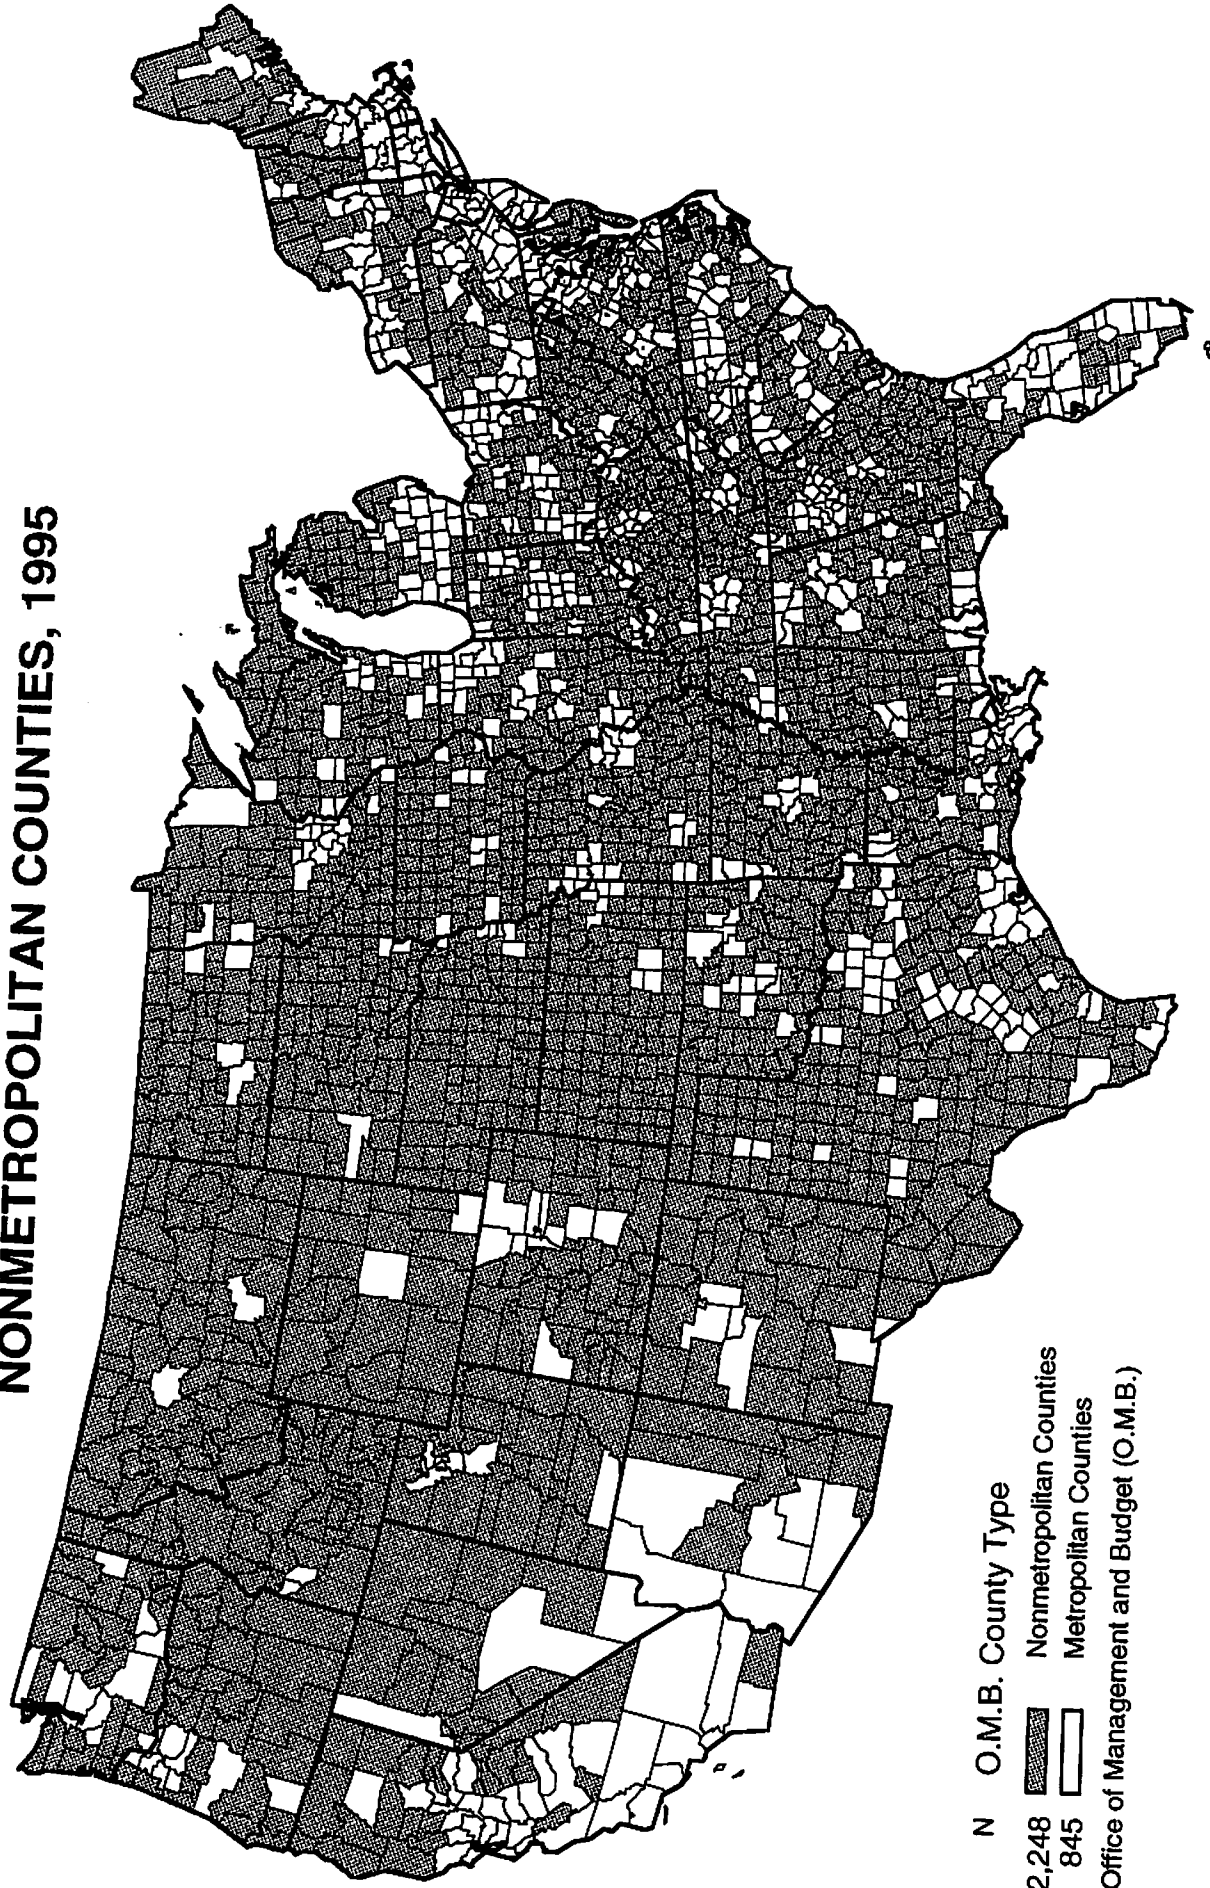 NONMETROPOLITAN COUNTIES, 1995
N O.M.B. County Type
2,248 Nonmetropolitan Counties
845 Metropolitan Counties
Office of Management and Budget (O.M.B.)